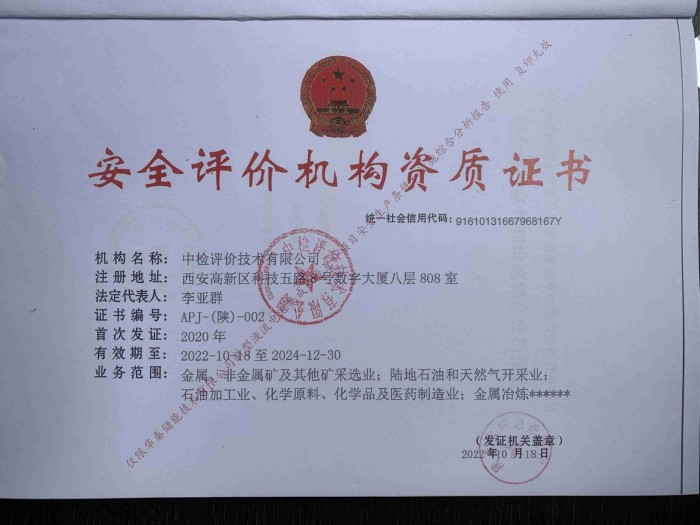 安全评价机构资质证书
统一社会信用代码：91610131667968167Y
机构名称：中检评价技术有限公司
注册地址：西安高新区科技五路8号数字大厦八层808室
法定代表人：李亚群
证书编号：APJ-(陕)-002
首次发证：2020年
有效期至：2022-10-18至2024-12-30
业务范围：金属、非金属矿及其他矿采选业；陆地石油和天然气开采业；
石油加工业、化学原料、化学品及医药制造业；金属冶炼******
（发证机关盖章）
2022年10月18日